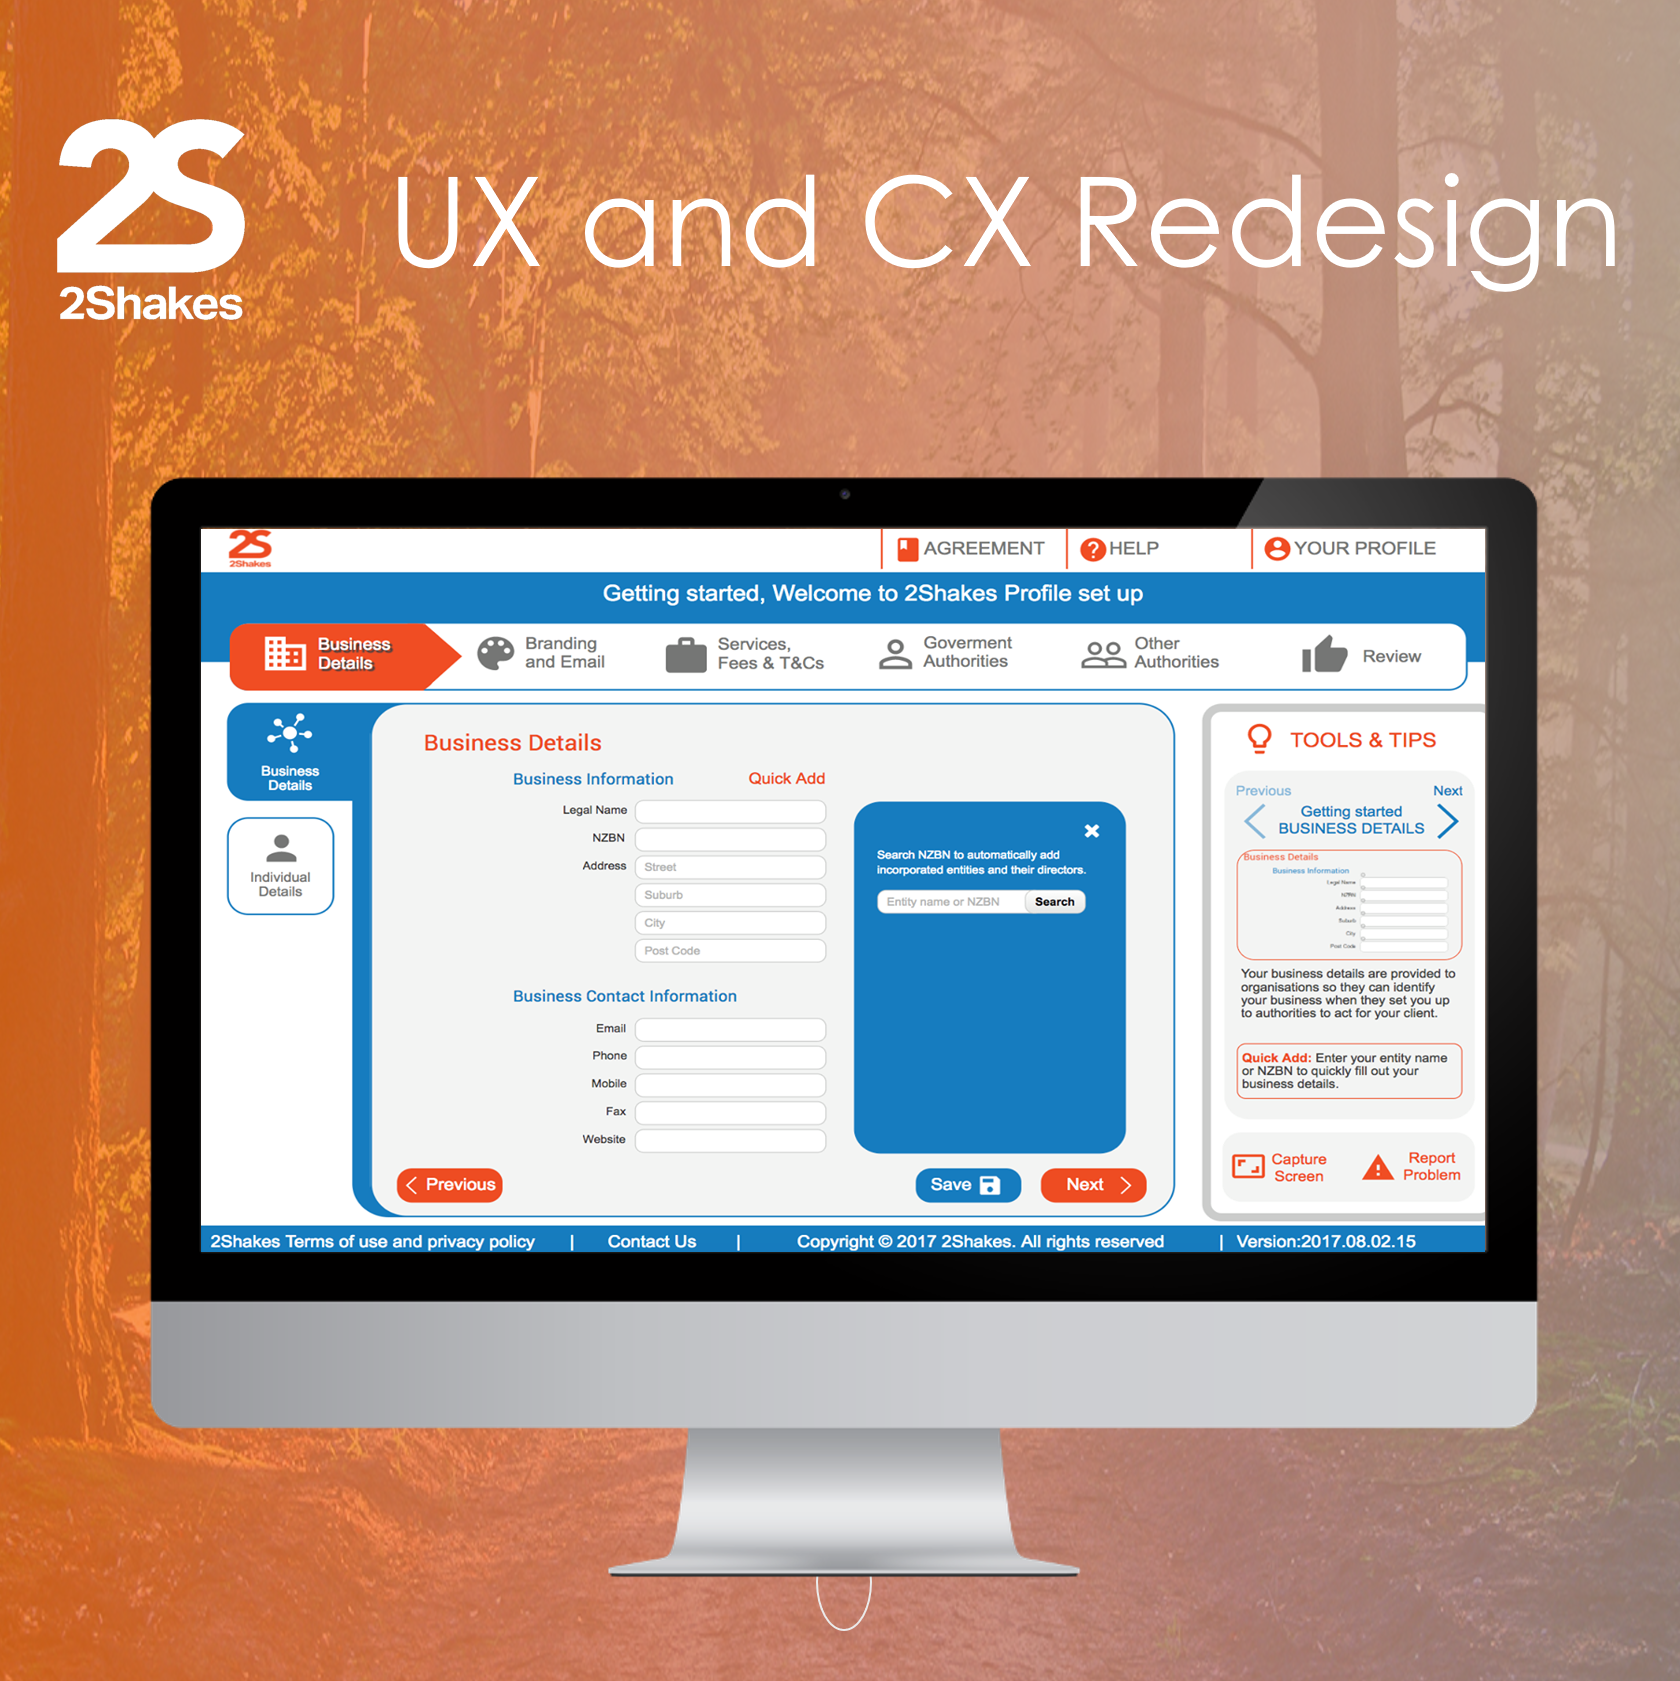 2S
2Shakes
UX and CX Redesign
2S
2Shakes
AGREEMENT
? HELP
YOUR PROFILE
Getting started, Welcome to 2Shakes Profile set up
Business
Details
Branding
and Email
Services,
Fees & T&Cs
Goverment
Authorities
Other
Authorities
Review
Business
Details
Individual
Details
Business Details
Business Information
Quick Add
Legal Name
NZBN
Address
Street
Suburb
City
Post Code
Business Contact Information
Email
Phone
Mobile
Fax
Website
Search NZBN to automatically add
incorporated entities and their directors.
Entity name or NZBN
Search
Previous
Save
Next
TOOLS & TIPS
Previous
Next
Getting started
BUSINESS DETAILS
Business Details
Business Information
Legal Name
NZBN
Address
Suburb
City
Post Code
Your business details are provided to
organisations so they can identify
your business when they set you up
to authorities to act for your client.
Quick Add: Enter your entity name
or NZBN to quickly fill out your
business details.
Capture
Screen
Report
Problem
2Shakes Terms of use and privacy policy | Contact Us | Copyright © 2017 2Shakes. All rights reserved | Version:2017.08.02.15